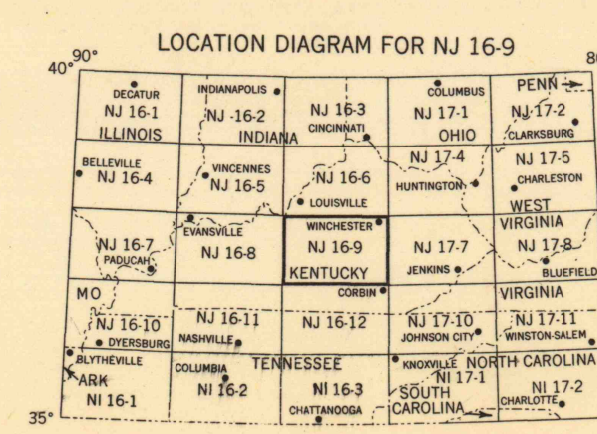 LOCATION DIAGRAM FOR NJ 16-9
40° 90° 80
DECATUR INDIANAPOLIS COLUMBUS PENN
NJ 16-1 NJ -16-2 NJ 16-3 NJ 17-1 NJ 17-2
ILLINOIS INDIANA CINCINNATI OHIO CLARKSBURG
BELLEVILLE VINCENNES NJ 17-4 NJ 17-5
NJ 16-4 NJ 16-5 NJ 16-6 HUNTINGTON CHARLESTON
LOUISVILLE WEST
EVANSVILLE WINCHESTER VIRGINIA
NJ 16-7 NJ 16-8 NJ 16-9 NJ 17-7 NJ 17-8
PADUCAH KENTUCKY JENKINS BLUEFIELD
MO CORBIN VIRGINIA
NJ 16-10 NJ 16-11 NJ 16-12 NJ 17-10 NJ 17-11
DYERSBURG NASHVILLE JOHNSON CITY WINSTON-SALEM
BLYTHEVILLE COLUMBIA TENNESSEE KNOXVILLE NORTH CAROLINA
ARK NI 16-2 NI 16-3 NI 17-1 NI 17-2
NI 16-1 CHATTANOOGA SOUTH CAROLINA CHARLOTTE
35°